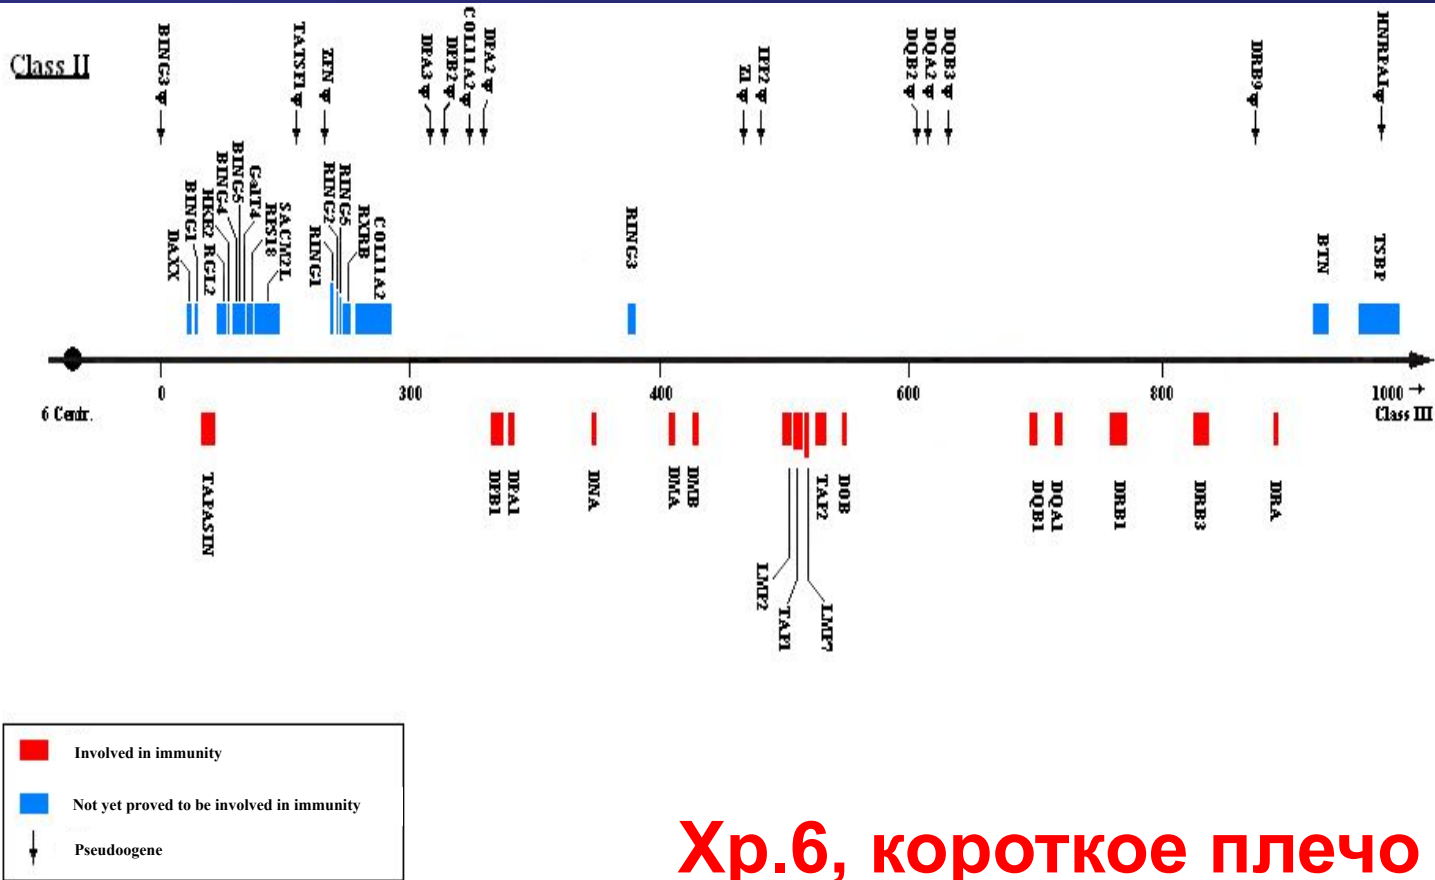 Class II
BING3 ψ
TATSF1 ψ
ZFN ψ
DPA3 ψ
DPB2 ψ
COL11A2 ψ
DPA2 ψ
Z1 ψ
IPP2 ψ
DQB2 ψ
DQA2 ψ
DQB3 ψ
DRB9 ψ
HNRPA1 ψ
DAXX
BING1
HKE2
RGL2
BING4
BING5
GalT4
RPS18
SACM2L
RING1
RING2
RING5
RXRB
COL11A2
RING3
BTN
TSBP
0
300
400
600
800
1000 →
6 Centr.
Class III
TAPASIN
DPB1
DPA1
DNA
DMA
DMB
LMP2
TAP1
LMP7
TAP2
DOB
DQB1
DQA1
DRB1
DRB3
DRA
Involved in immunity
Not yet proved to be involved in immunity
Pseudoogene
Хр.6, короткое плечо